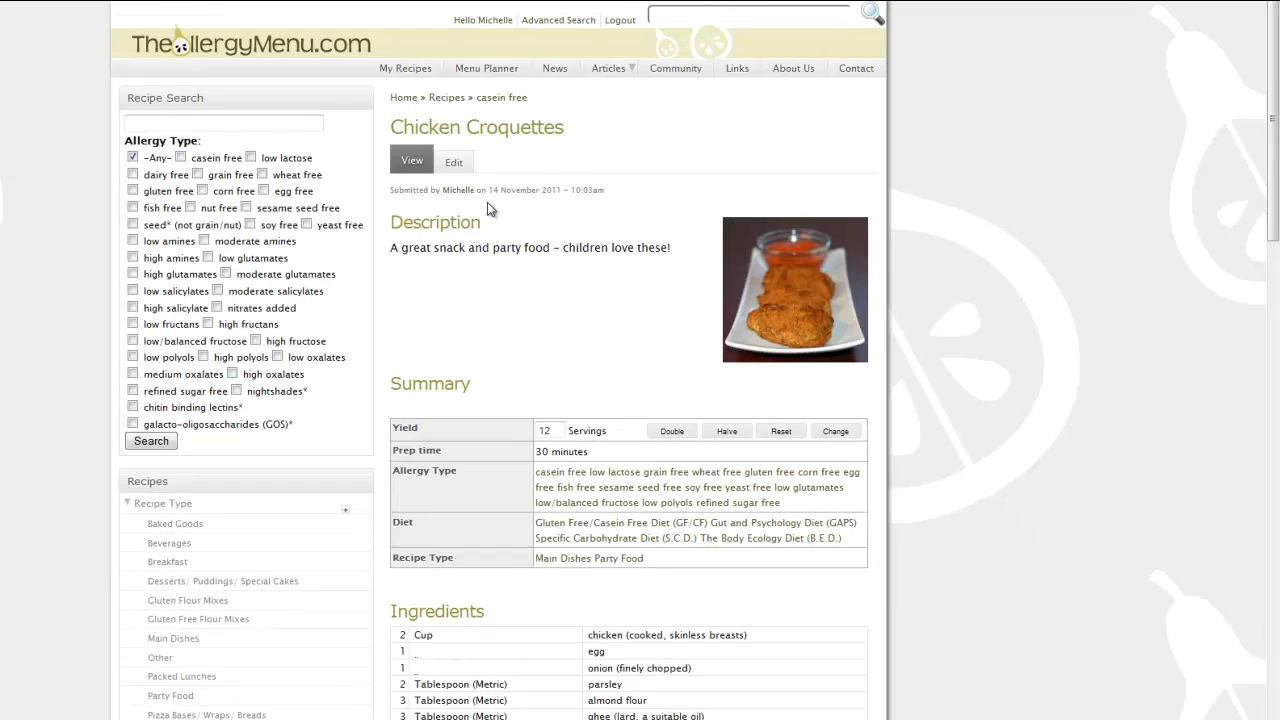 Hello Michelle Advanced Search Logout
TheAllergyMenu.com
My Recipes Menu Planner News Articles Community Links About Us Contact
Recipe Search
Allergy Type:
-Any- casein free low lactose
dairy free grain free wheat free
gluten free corn free egg free
fish free nut free sesame seed free
seed* (not grain/nut) soy free yeast free
low amines moderate amines
high amines low glutamates
high glutamates moderate glutamates
low salicylates moderate salicylates
high salicylate nitrates added
low fructans high fructans
low/balanced fructose high fructose
low polyols high polyols low oxalates
medium oxalates high oxalates
refined sugar free nightshades*
chitin binding lectins*
galacto-oligosaccharides (GOS)*
Search
Recipes
Recipe Type
Baked Goods
Beverages
Breakfast
Desserts/ Puddings/ Special Cakes
Gluten Flour Mixes
Gluten Free Flour Mixes
Main Dishes
Other
Packed Lunches
Party Food
Pizza Bases/ Wraps/ Breads
Home » Recipes » casein free
Chicken Croquettes
View Edit
Submitted by Michelle on 14 November 2011 - 10:03am
Description
A great snack and party food - children love these!
Summary
Yield 12 Servings Double Halve Reset Change
Prep time 30 minutes
Allergy Type casein free low lactose grain free wheat free gluten free corn free egg
free fish free sesame seed free soy free yeast free low glutamates
low/balanced fructose low polyols refined sugar free
Diet Gluten Free/Casein Free Diet (GF/CF) Gut and Psychology Diet (GAPS)
Specific Carbohydrate Diet (S.C.D.) The Body Ecology Diet (B.E.D.)
Recipe Type Main Dishes Party Food
Ingredients
2 Cup chicken (cooked, skinless breasts)
1 .. egg
1 .. onion (finely chopped)
2 Tablespoon (Metric) parsley
3 Tablespoon (Metric) almond flour
3 Tablespoon (Metric) ghee (lard, a suitable oil)